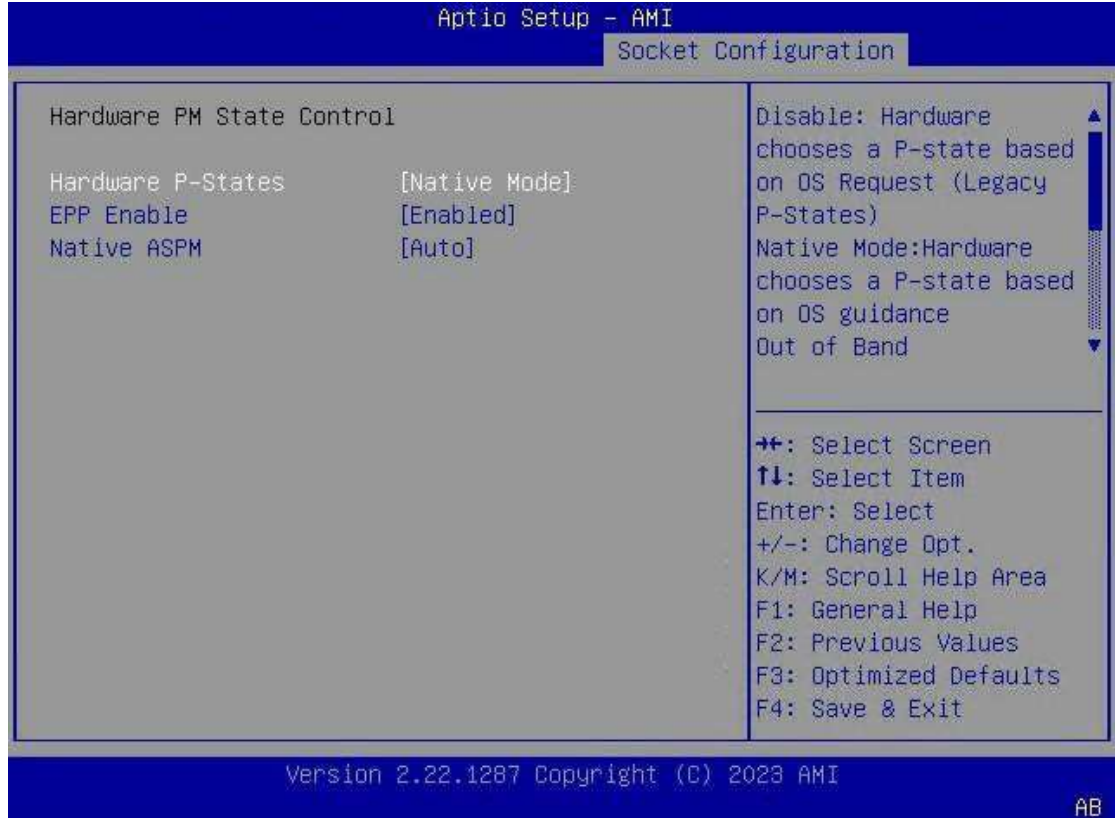 Aptio Setup – AMI
Socket Configuration
Hardware PM State Control
Hardware P-States [Native Mode]
EPP Enable [Enabled]
Native ASPM [Auto]
Disable: Hardware
chooses a P-state based
on OS Request (Legacy
P-States)
Native Mode:Hardware
chooses a P-state based
on OS guidance
Out of Band
→←: Select Screen
↑↓: Select Item
Enter: Select
+/-: Change Opt.
K/M: Scroll Help Area
F1: General Help
F2: Previous Values
F3: Optimized Defaults
F4: Save & Exit
Version 2.22.1287 Copyright (C) 2023 AMI
AB